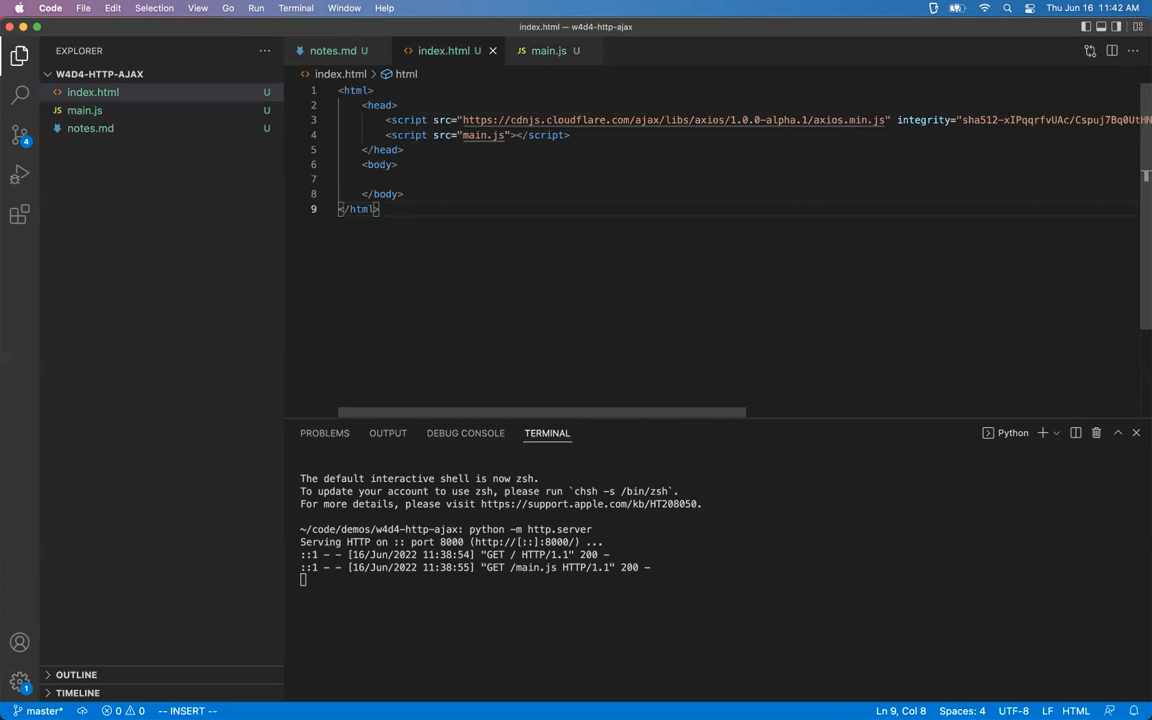 Code File Edit Selection View Go Run Terminal Window Help Thu Jun 16 11:42 AM
index.html — w4d4-http-ajax
EXPLORER
notes.md U index.html U main.js U
W4D4-HTTP-AJAX
index.html > html
index.html U
main.js U
notes.md U
1 <html>
2 <head>
3 <script src="https://cdnjs.cloudflare.com/ajax/libs/axios/1.0.0-alpha.1/axios.min.js" integrity="sha512-xIPqqrfvUAc/Cspuj7Bq0UtHN
4 <script src="main.js"></script>
5 </head>
6 <body>
7
8 </body>
9 </html>
4
PROBLEMS OUTPUT DEBUG CONSOLE TERMINAL Python
The default interactive shell is now zsh.
To update your account to use zsh, please run `chsh -s /bin/zsh`.
For more details, please visit https://support.apple.com/kb/HT208050.
~/code/demos/w4d4-http-ajax: python -m http.server
Serving HTTP on :: port 8000 (http://[::]:8000/) ...
::1 - - [16/Jun/2022 11:38:54] "GET / HTTP/1.1" 200 -
::1 - - [16/Jun/2022 11:38:55] "GET /main.js HTTP/1.1" 200 -
OUTLINE
1
TIMELINE
master* 0 0 -- INSERT -- Ln 9, Col 8 Spaces: 4 UTF-8 LF HTML